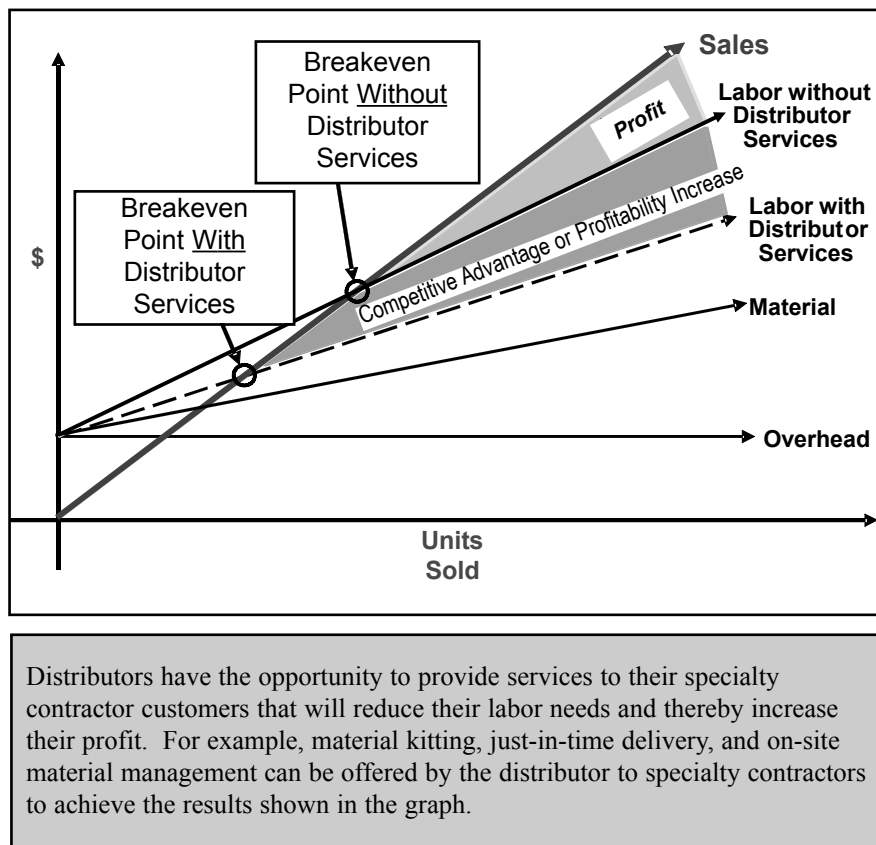 Sales
Breakeven
Point Without
Distributor
Services
Labor without
Distributor
Services
Profit
Breakeven
Point With
Distributor
Services
Competitive Advantage or Profitability Increase
Labor with
Distributor
Services
$
Material
Overhead
Units
Sold
Distributors have the opportunity to provide services to their specialty
contractor customers that will reduce their labor needs and thereby increase
their profit.  For example, material kitting, just-in-time delivery, and on-site
material management can be offered by the distributor to specialty contractors
to achieve the results shown in the graph.